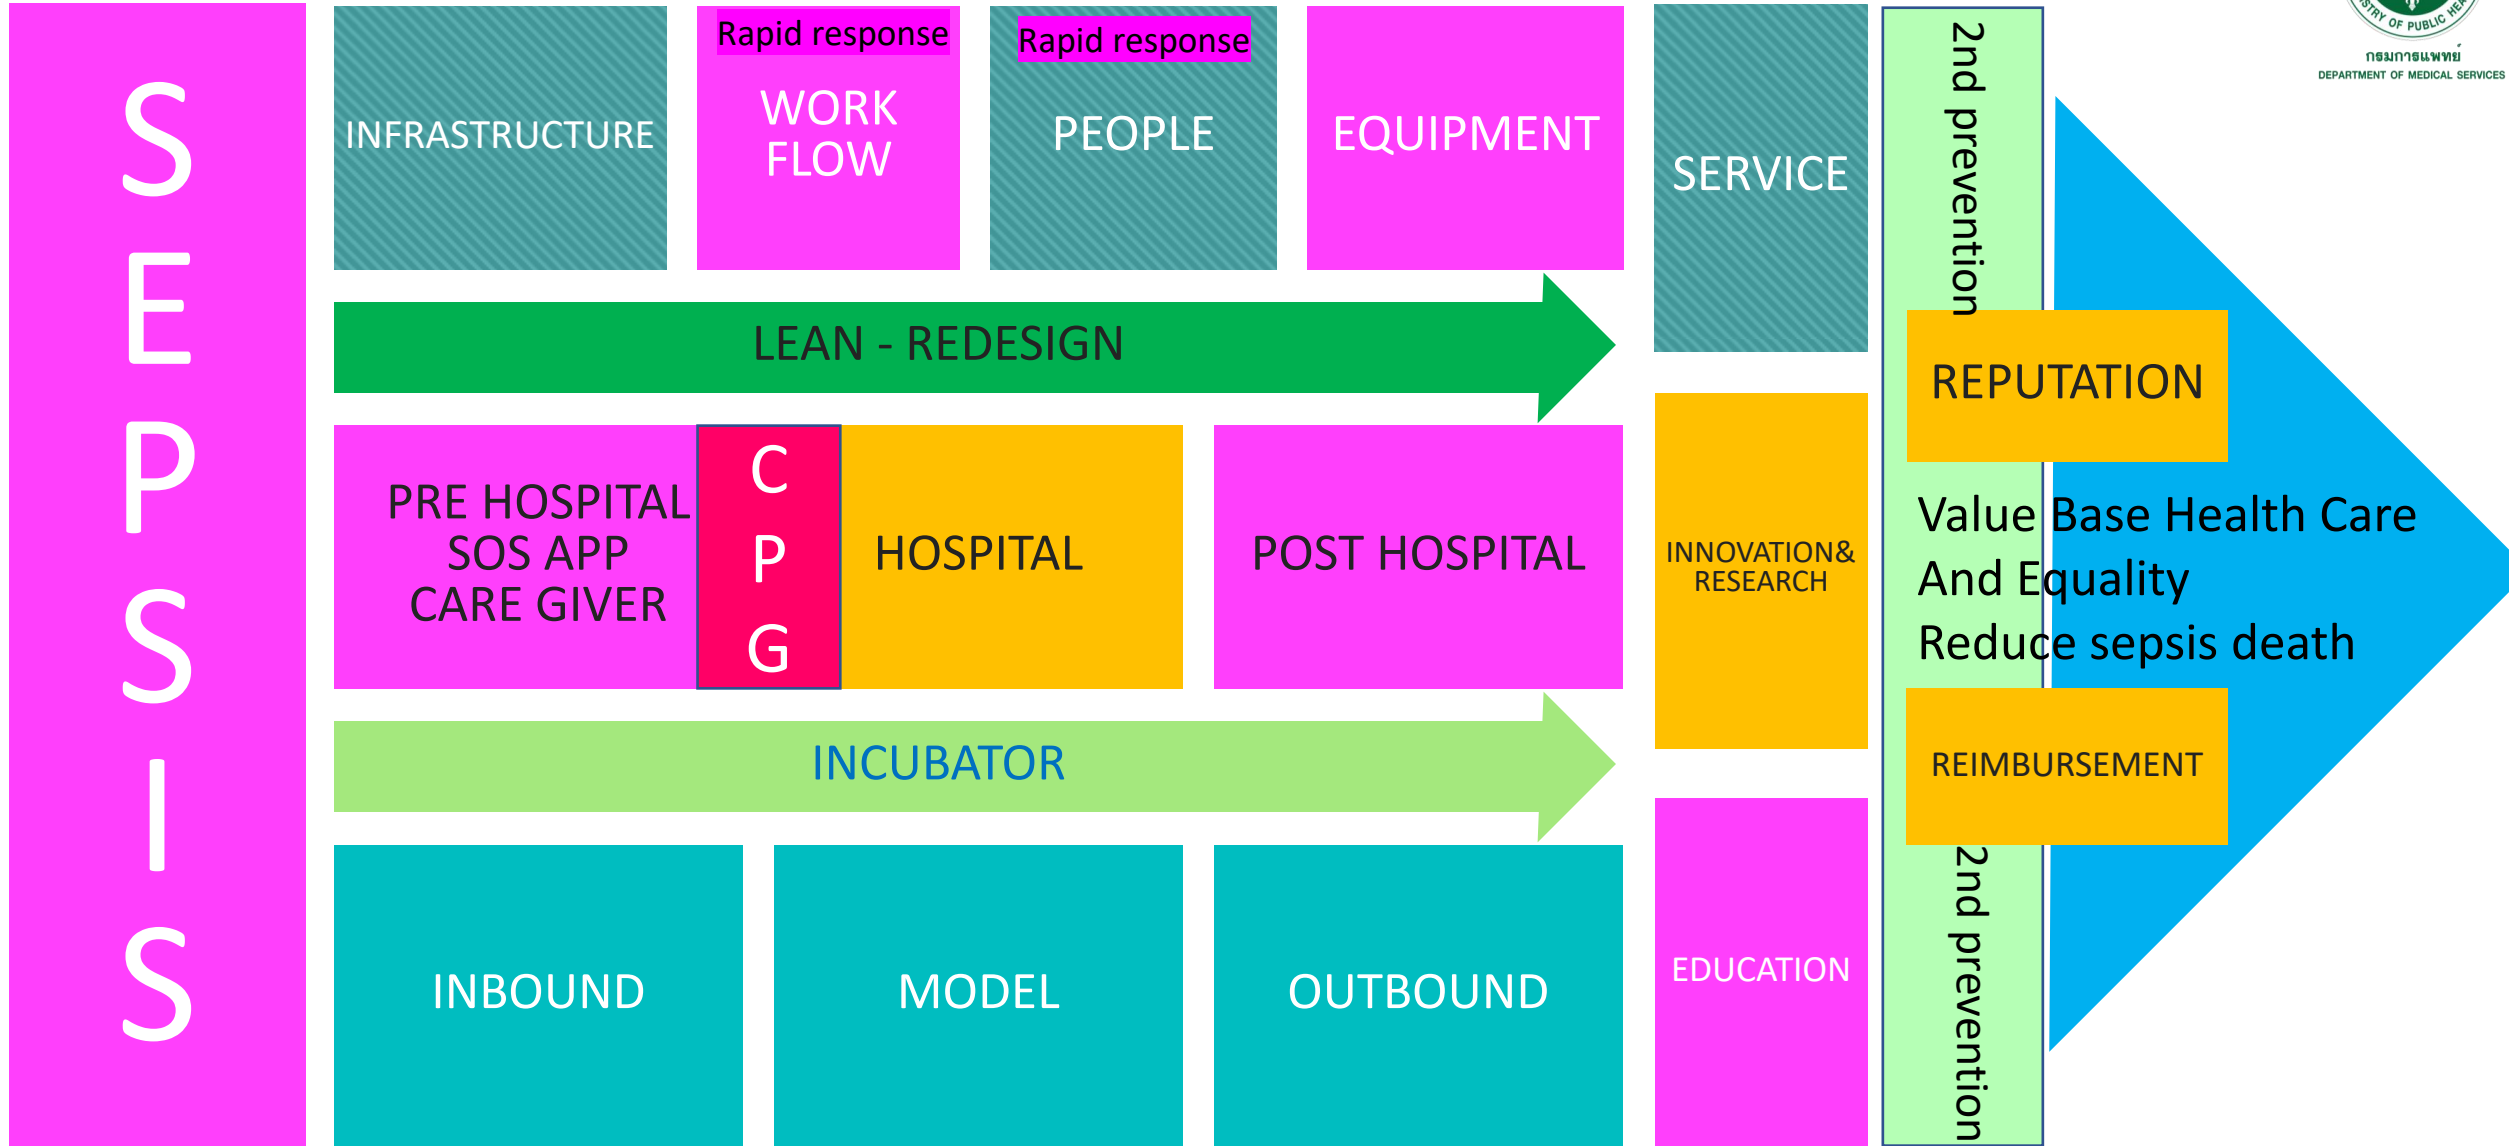 S
E
P
S
I
S
INFRASTRUCTURE
Rapid response
WORK
FLOW
Rapid response
PEOPLE
EQUIPMENT
SERVICE
2nd prevention
OF PUBLIC
กรมการแพทย์
DEPARTMENT OF MEDICAL SERVICES
LEAN - REDESIGN
REPUTATION
PRE HOSPITAL
SOS APP
CARE GIVER
C
P
G
HOSPITAL
POST HOSPITAL
INNOVATION&
RESEARCH
Value Base Health Care
And Equality
Reduce sepsis death
INCUBATOR
REIMBURSEMENT
INBOUND
MODEL
OUTBOUND
EDUCATION
2nd prevention